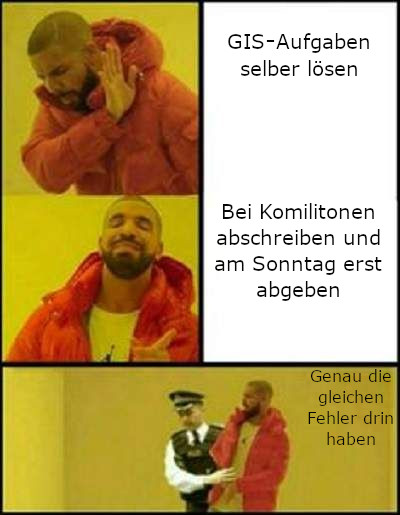 GIS-Aufgaben
selber lösen
Bei Komilitonen
abschreiben und
am Sonntag erst
abgeben
Genau die
gleichen
Fehler drin
haben